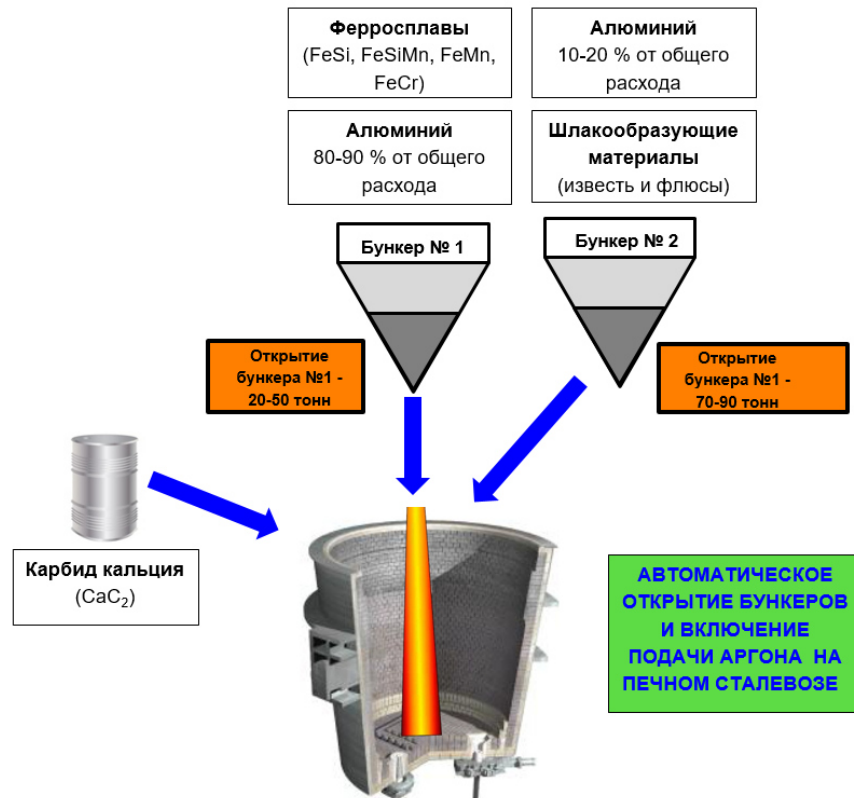 Ферросплавы
(FeSi, FeSiMn, FeMn,
FeCr)
Алюминий
10-20 % от общего
расхода
Алюминий
80-90 % от общего
расхода
Шлакообразующие
материалы
(известь и флюсы)
Бункер № 1
Бункер № 2
Открытие
бункера №1 -
20-50 тонн
Открытие
бункера №1 -
70-90 тонн
Карбид кальция
(CaC₂)
АВТОМАТИЧЕСКОЕ
ОТКРЫТИЕ БУНКЕРОВ
И ВКЛЮЧЕНИЕ
ПОДАЧИ АРГОНА НА
ПЕЧНОМ СТАЛЕВОЗЕ